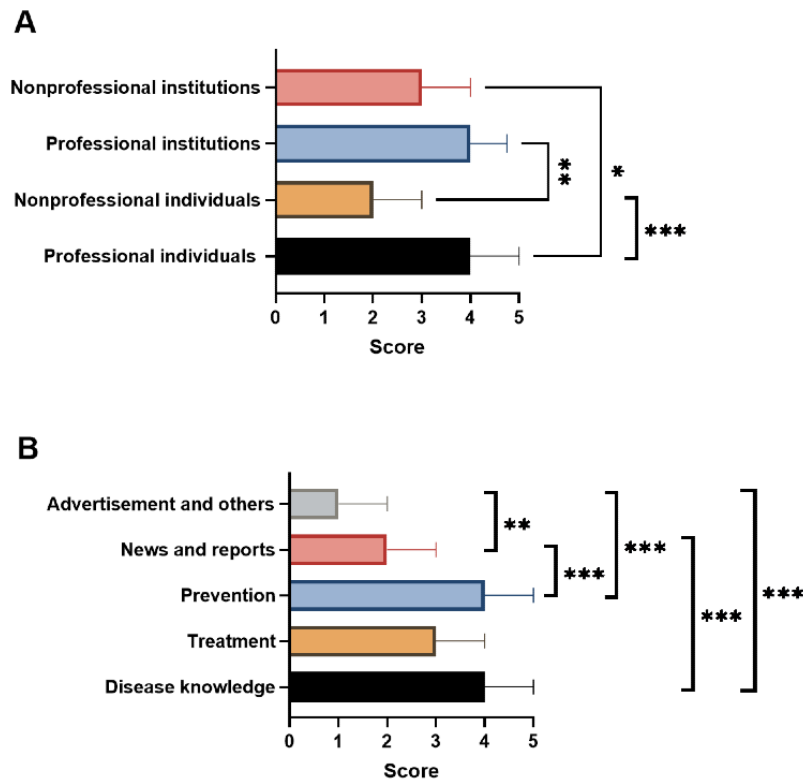 A
Nonprofessional institutions
Professional institutions
**
*
Nonprofessional individuals
***
Professional individuals
0 1 2 3 4 5
Score
B
Advertisement and others
**
News and reports
***
***
Prevention
***
***
Treatment
Disease knowledge
0 1 2 3 4 5
Score